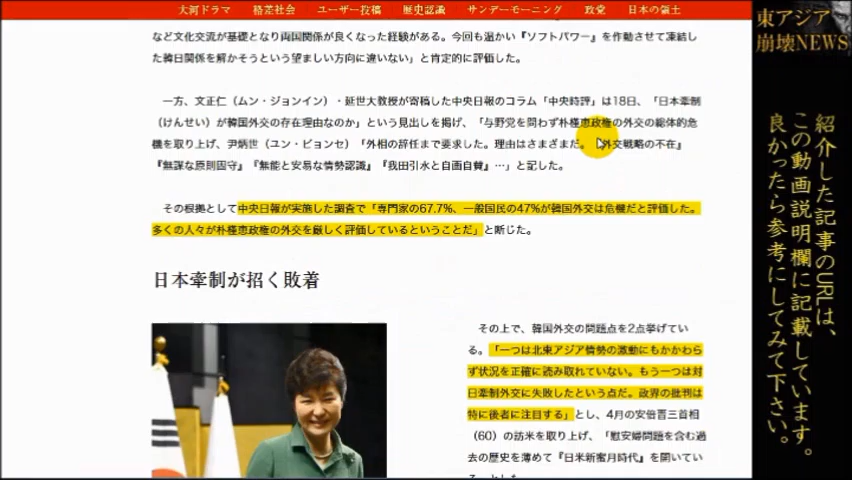 大河ドラマ 格差社会 ユーザー投稿 歴史認識 サンデーモーニング 政党 日本の領土
など文化交流が基礎となり両国関係が良くなった経験がある。今回も温かい『ソフトパワー』を作動させて凍結し
た韓日関係を解かそうという望ましい方向に違いない」と肯定的に評価した。
一方、文正仁（ムン・ジョンイン）・延世大教授が寄稿した中央日報のコラム「中央時評」は18日、「日本牽制
（けんせい）が韓国外交の存在理由なのか」という見出しを掲げ、「与野党を問わず朴槿恵政権の外交の総体的危
機を取り上げ、尹炳世（ユン・ビョンセ）「外相の辞任まで要求した。理由はさまざまだ。『外交戦略の不在』
『無謀な原則固守』『無能と安易な情勢認識』『我田引水と自画自賛』…」と記した。
その根拠として中央日報が実施した調査で「専門家の67.7%、一般国民の47%が韓国外交は危機だと評価した。
多くの人々が朴槿恵政権の外交を厳しく評価しているということだ」と断じた。
日本牽制が招く敗着
その上で、韓国外交の問題点を2点挙げてい
る。「一つは北東アジア情勢の激動にもかかわら
ず状況を正確に読み取れていない。もう一つは対
日牽制外交に失敗したという点だ。政界の批判は
特に後者に注目する」とし、4月の安倍晋三首相
（60）の訪米を取り上げ、「慰安婦問題を含む過
去の歴史を薄めて『日米新蜜月時代』を開いてい
東アジア
崩壊NEWS
紹介した記事のURLは、
この動画説明欄に記載しています。
良かったら参考にしてみて下さい。